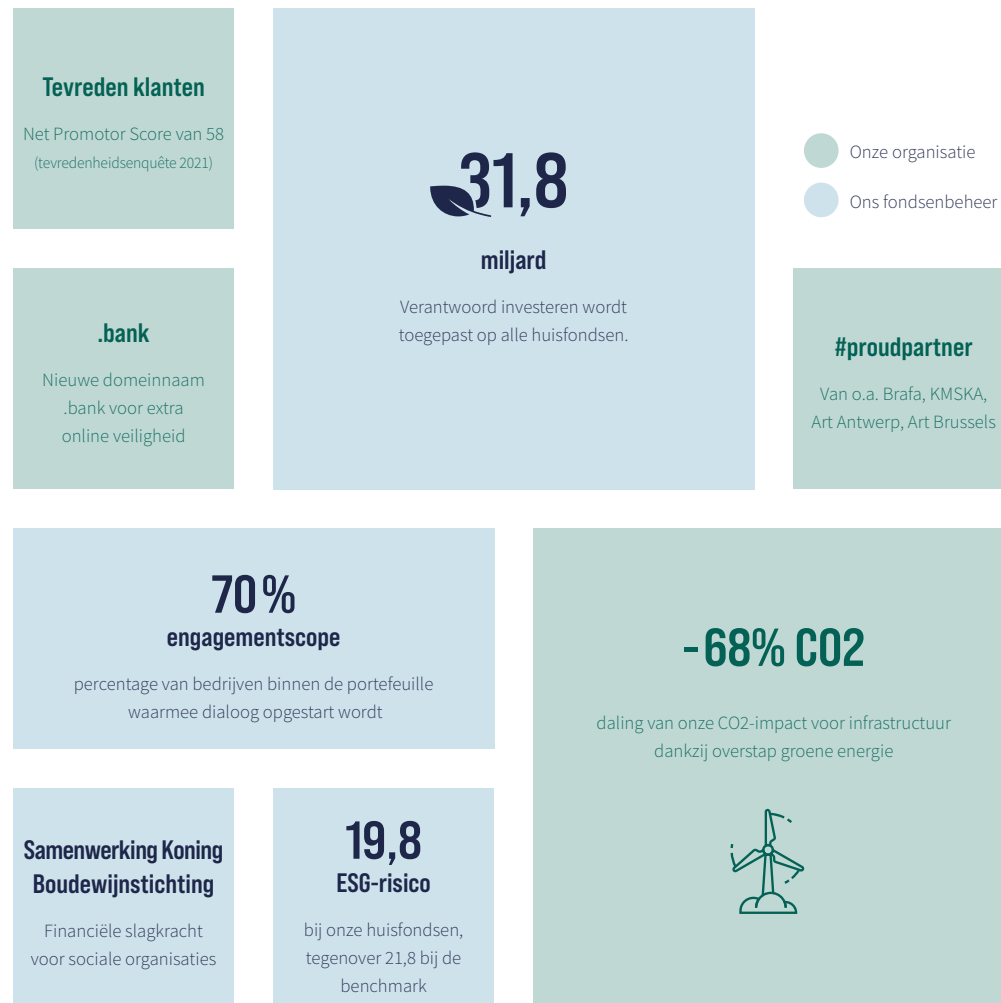 Tevreden klanten
Net Promotor Score van 58
(tevredenheidsenquête 2021)
31,8
miljard
Verantwoord investeren wordt
toegepast op alle huisfondsen.
Onze organisatie
Ons fondsenbeheer
.bank
Nieuwe domeinnaam
.bank voor extra
online veiligheid
#proudpartner
Van o.a. Brafa, KMSKA,
Art Antwerp, Art Brussels
70%
engagementscope
percentage van bedrijven binnen de portefeuille
waarmee dialoog opgestart wordt
-68% CO2
daling van onze CO2-impact voor infrastructuur
dankzij overstap groene energie
Samenwerking Koning
Boudewijnstichting
Financiële slagkracht
voor sociale organisaties
19,8
ESG-risico
bij onze huisfondsen,
tegenover 21,8 bij de
benchmark